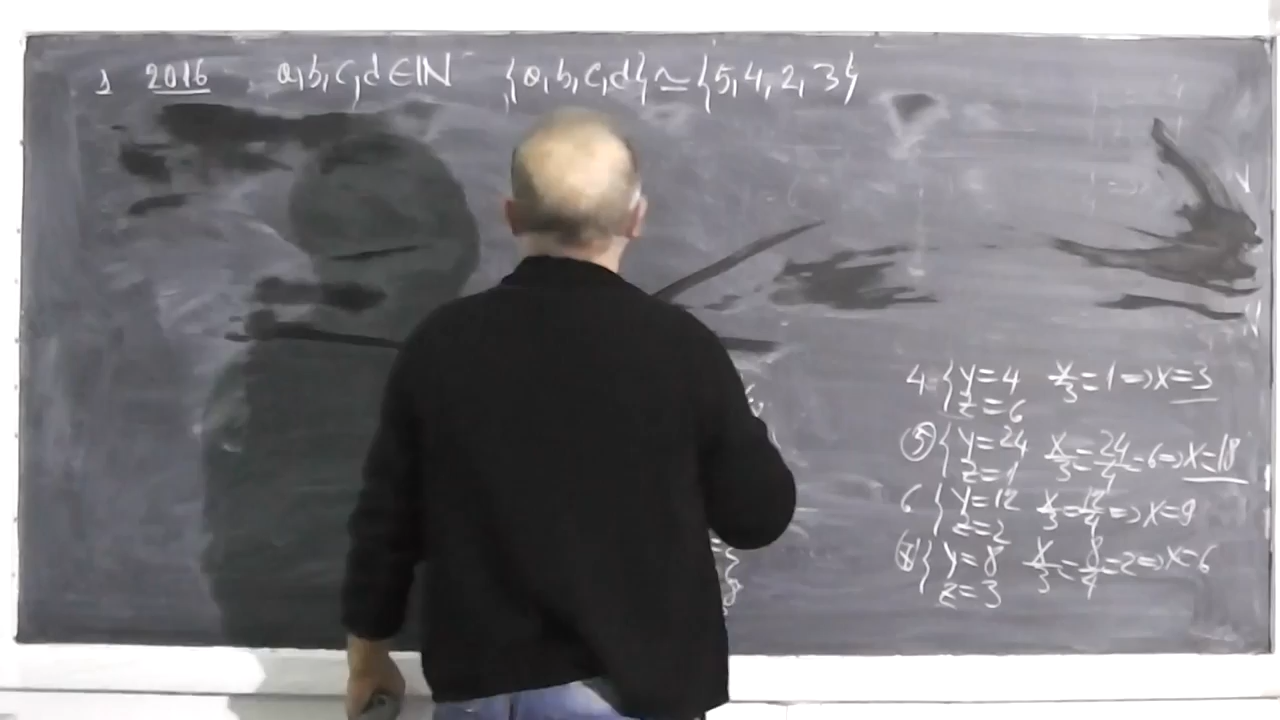 1 2016 a,b,c,d ∈ ℕ {a,b,c,d} ≃ {5,4,2,3}
4 { y=4 z=6 x/3=1 => x=3
⑤ { y=24 z=1 x/3=24/4=6 => x=18
6 { y=12 z=2 x/3=12/4 => x=9
{ y=8 z=3 x/3=8/4=2 => x=6